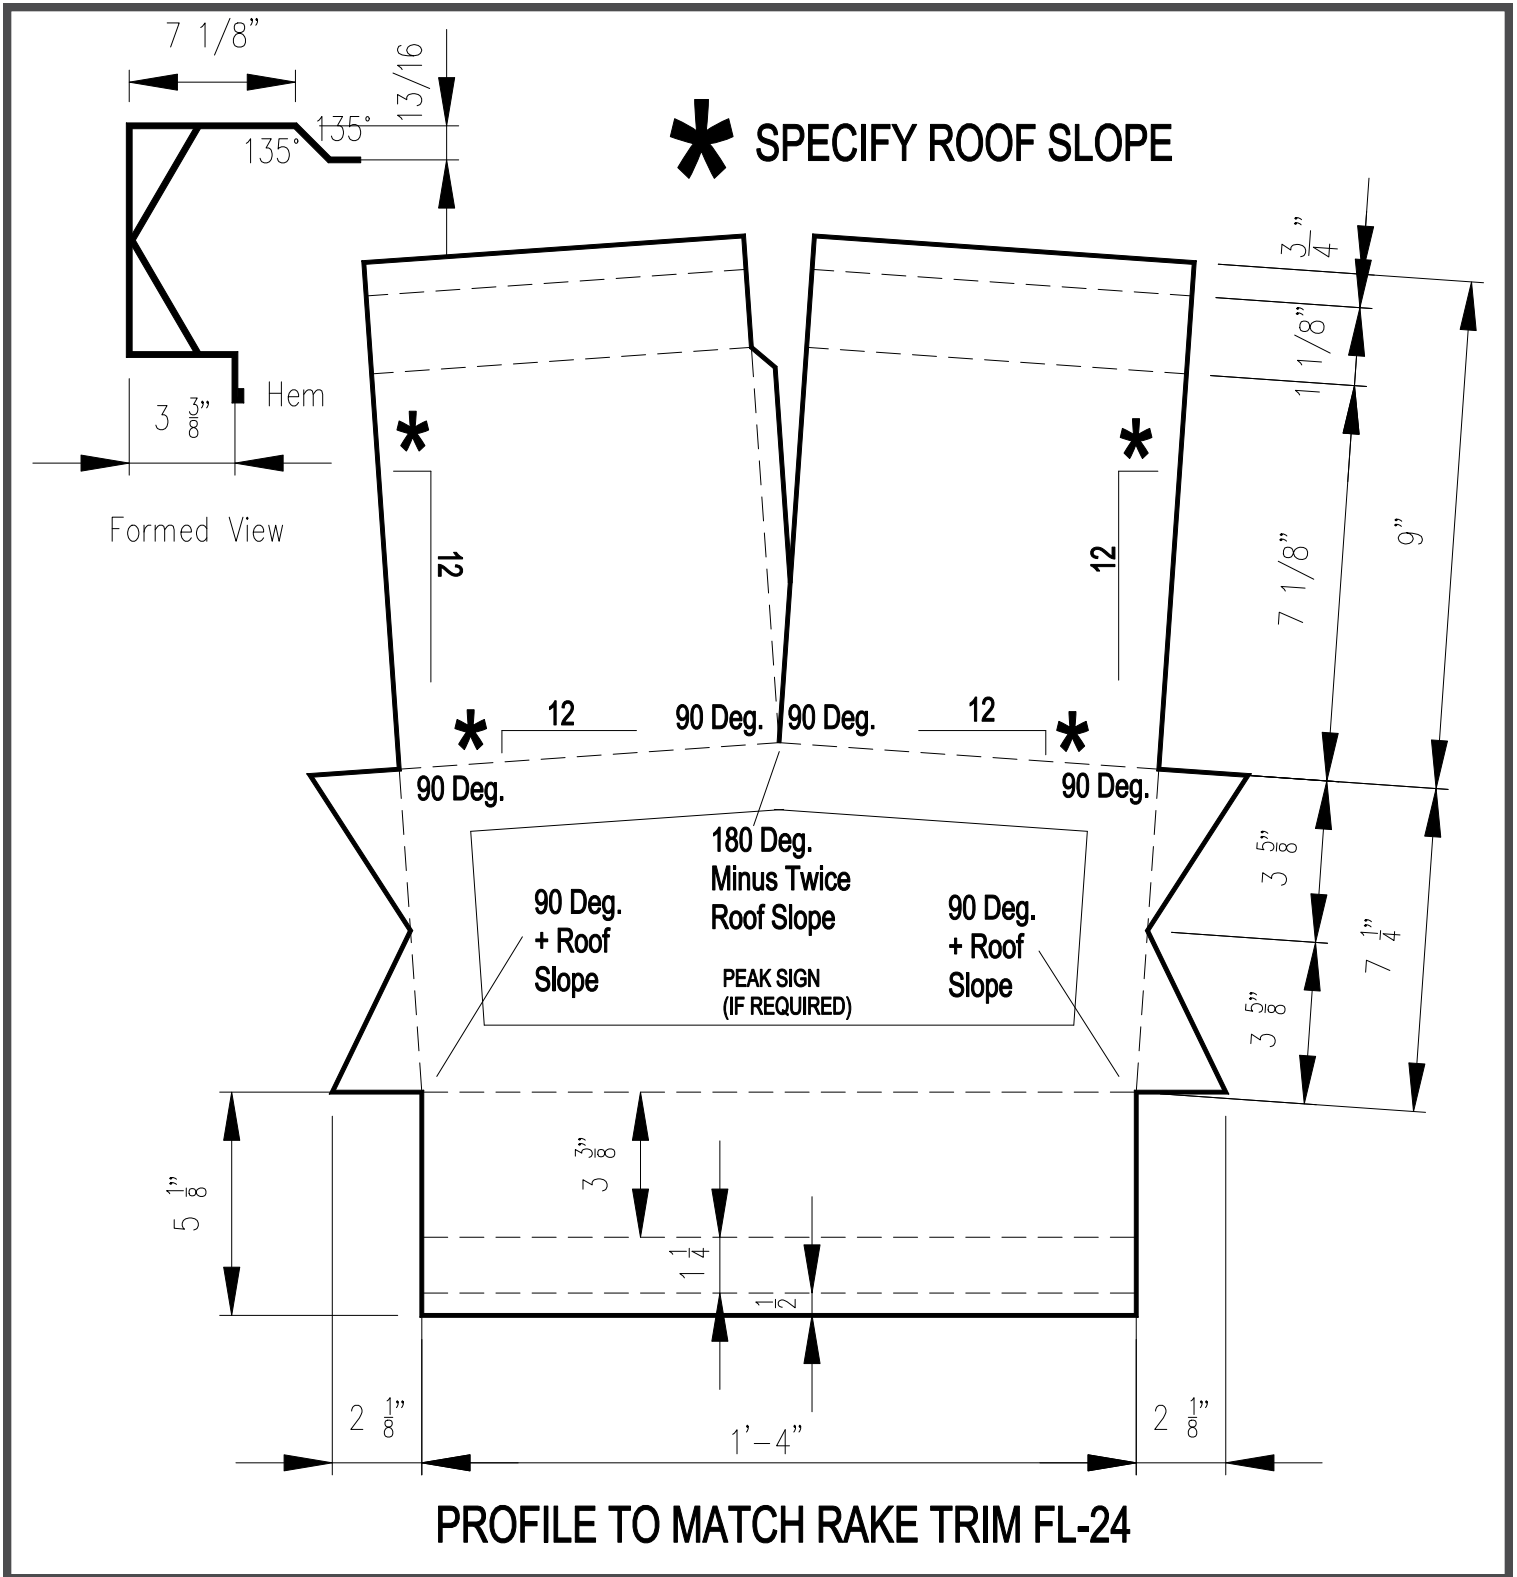 7 1/8"
13/16
135°
135°
* SPECIFY ROOF SLOPE
3/4"
1 1/8"
7 1/8"
9"
Hem
3 3/8"
Formed View
*
12
*
12
* 12
90 Deg.
90 Deg.
12 *
90 Deg.
90 Deg.
180 Deg.
Minus Twice
Roof Slope
90 Deg.
+ Roof
Slope
90 Deg.
+ Roof
Slope
PEAK SIGN
(IF REQUIRED)
3 5/8"
3 5/8"
7 1/4"
5 1/8"
3 3/8"
1 1/4
1/2
2 1/8"
1'-4"
2 1/8"
PROFILE TO MATCH RAKE TRIM FL-24